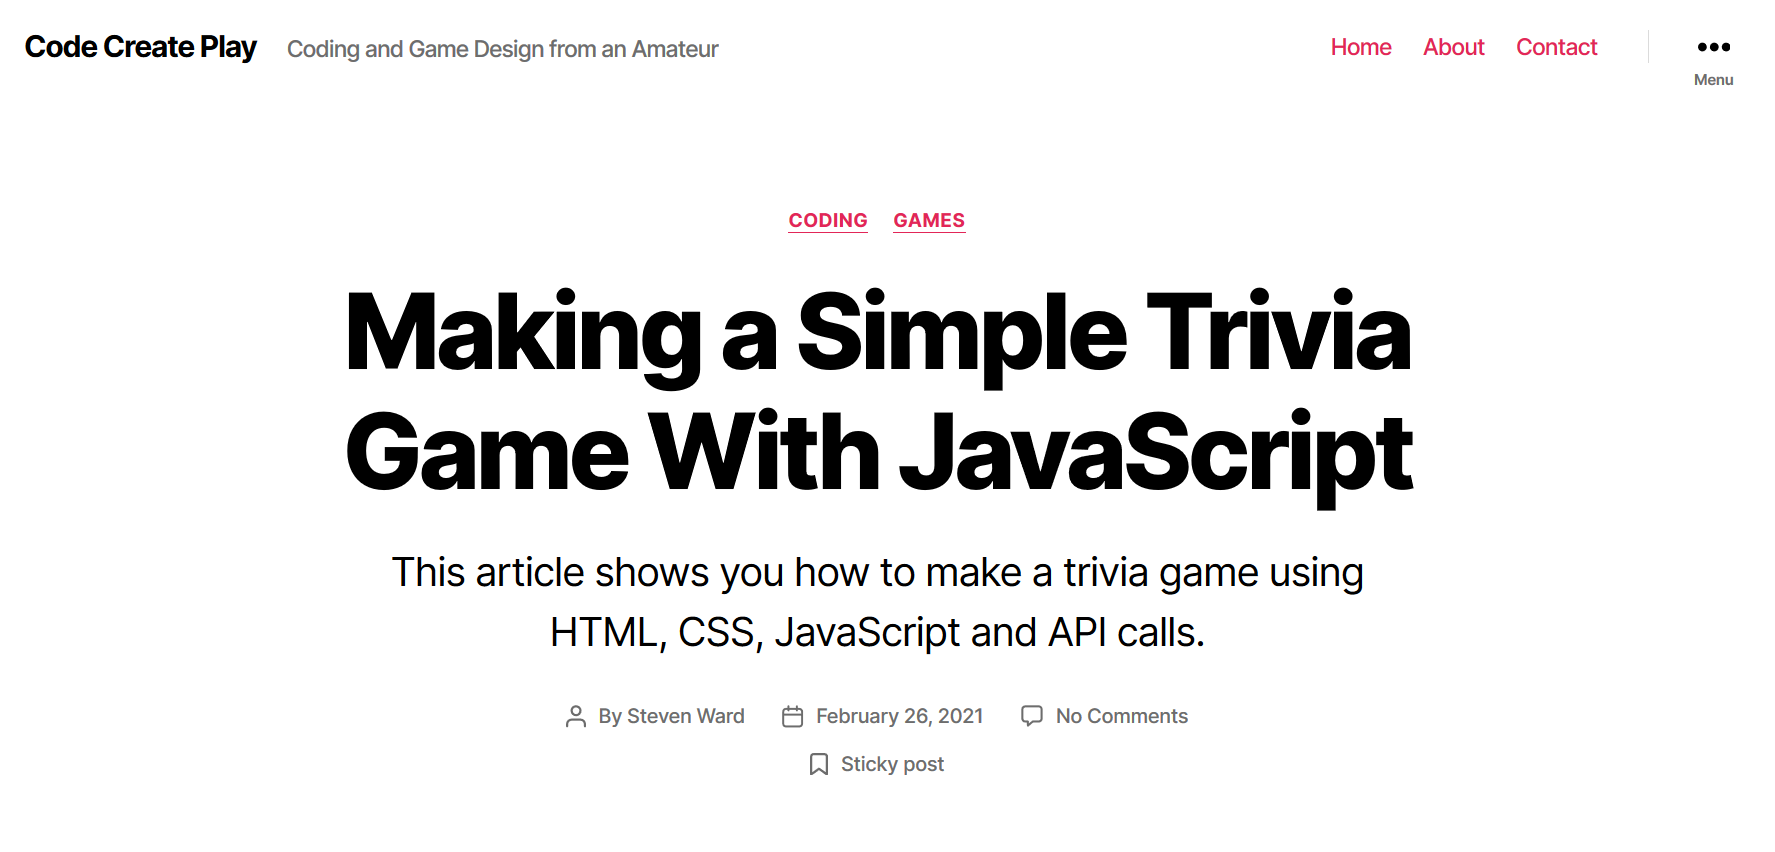 Code Create Play Coding and Game Design from an Amateur Home About Contact
Menu
CODING GAMES
Making a Simple Trivia
Game With JavaScript
This article shows you how to make a trivia game using
HTML, CSS, JavaScript and API calls.
By Steven Ward February 26, 2021 No Comments
Sticky post